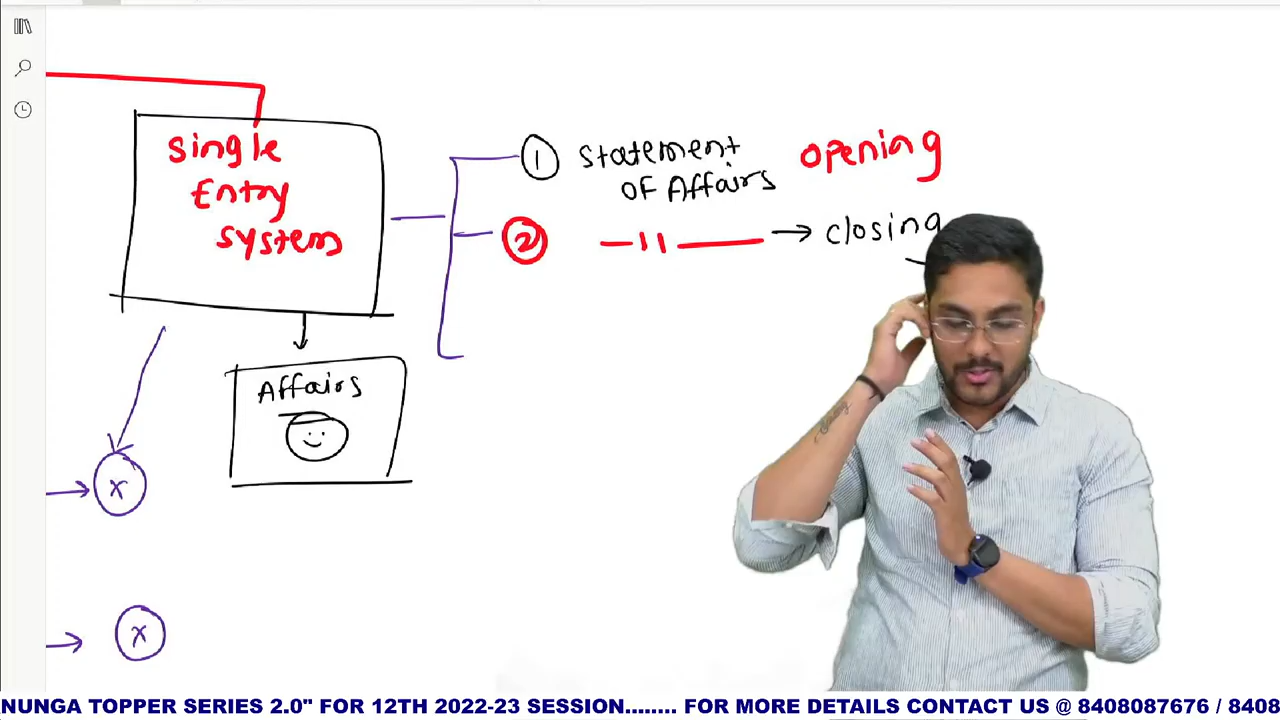 Single
Entry
System
1 Statement
OF Affairs
Opening
2 —11— → closing
Affairs
x
x
NUNGA TOPPER SERIES 2.0" FOR 12TH 2022-23 SESSION........ FOR MORE DETAILS CONTACT US @ 8408087676 / 8408